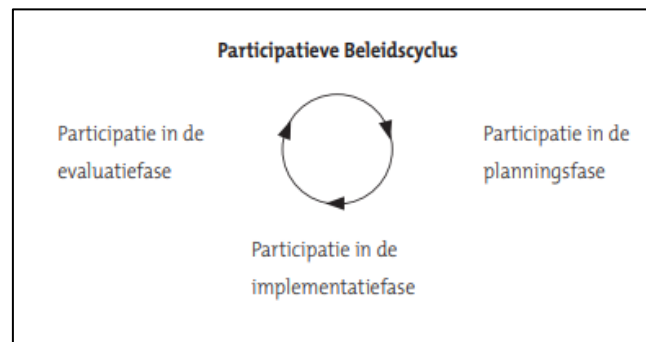 Participatieve Beleidscyclus
Participatie in de
evaluatiefase
Participatie in de
planningsfase
Participatie in de
implementatiefase